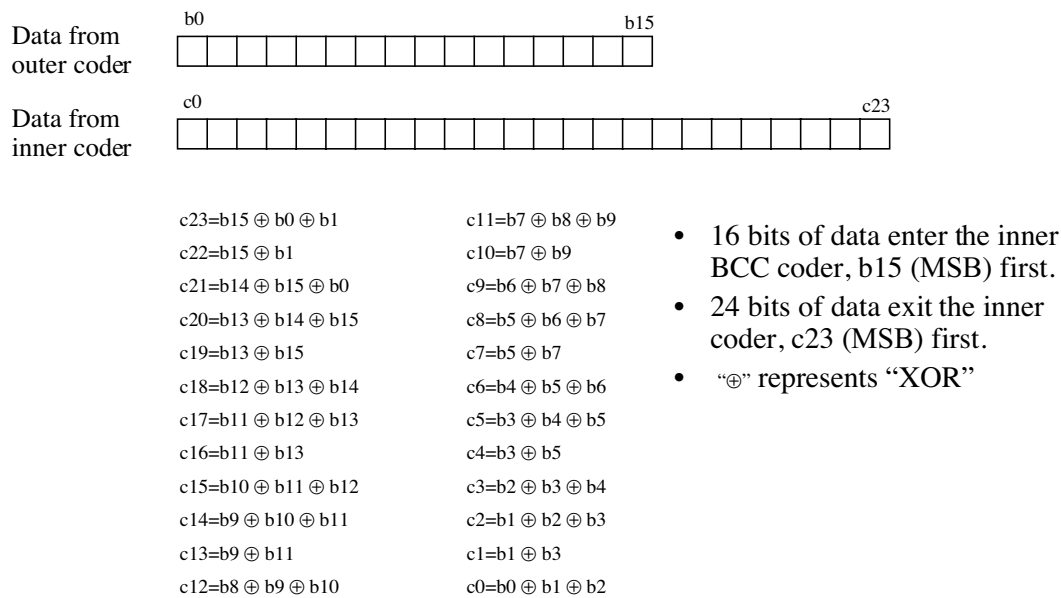 b0 b15
Data from
outer coder
c0 c23
Data from
inner coder
c23=b15 ⊕ b0 ⊕ b1
c22=b15 ⊕ b1
c21=b14 ⊕ b15 ⊕ b0
c20=b13 ⊕ b14 ⊕ b15
c19=b13 ⊕ b15
c18=b12 ⊕ b13 ⊕ b14
c17=b11 ⊕ b12 ⊕ b13
c16=b11 ⊕ b13
c15=b10 ⊕ b11 ⊕ b12
c14=b9 ⊕ b10 ⊕ b11
c13=b9 ⊕ b11
c12=b8 ⊕ b9 ⊕ b10
c11=b7 ⊕ b8 ⊕ b9
c10=b7 ⊕ b9
c9=b6 ⊕ b7 ⊕ b8
c8=b5 ⊕ b6 ⊕ b7
c7=b5 ⊕ b7
c6=b4 ⊕ b5 ⊕ b6
c5=b3 ⊕ b4 ⊕ b5
c4=b3 ⊕ b5
c3=b2 ⊕ b3 ⊕ b4
c2=b1 ⊕ b2 ⊕ b3
c1=b1 ⊕ b3
c0=b0 ⊕ b1 ⊕ b2
• 16 bits of data enter the inner
BCC coder, b15 (MSB) first.
• 24 bits of data exit the inner
coder, c23 (MSB) first.
• “⊕” represents “XOR”